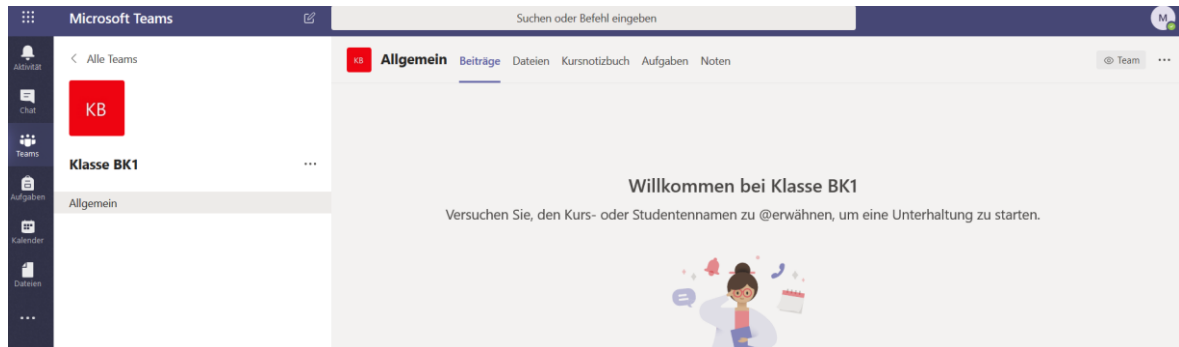 Microsoft Teams
Suchen oder Befehl eingeben
M
Aktivität
Chat
Teams
Aufgaben
Kalender
Dateien
Alle Teams
KB
Klasse BK1
Allgemein
KB Allgemein Beiträge Dateien Kursnotizbuch Aufgaben Noten
Team
Willkommen bei Klasse BK1
Versuchen Sie, den Kurs- oder Studentennamen zu @erwähnen, um eine Unterhaltung zu starten.